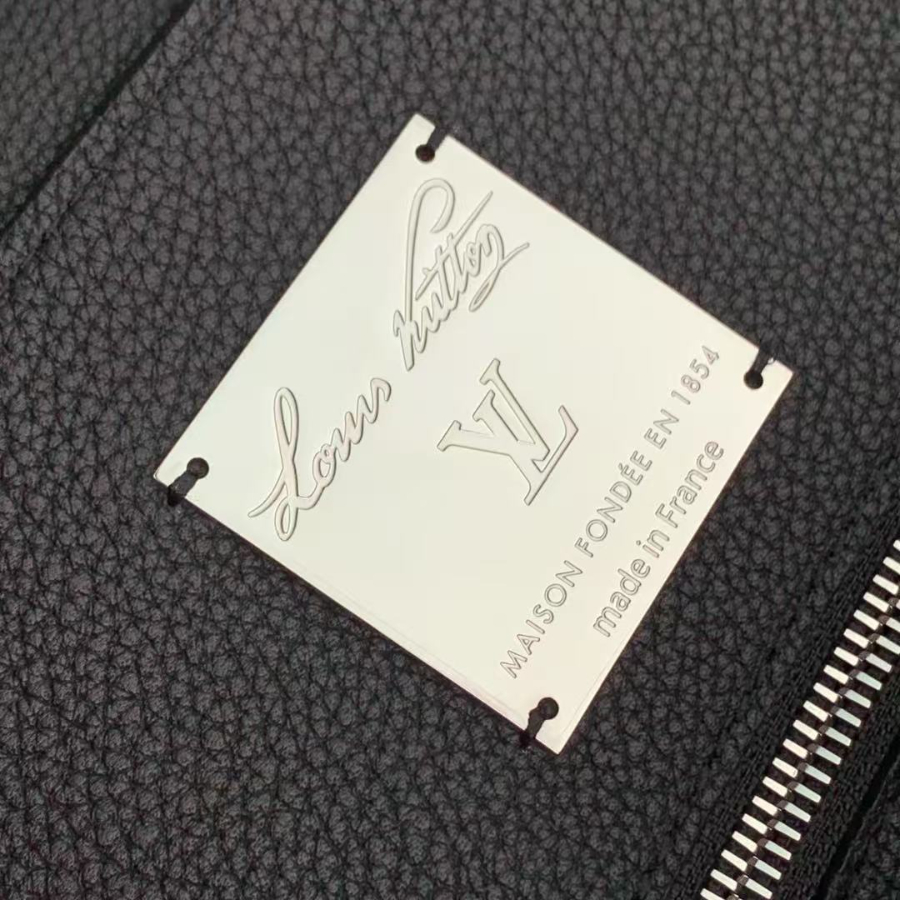 Louis Vuitton
LV
MAISON FONDÉE EN 1854
made in France